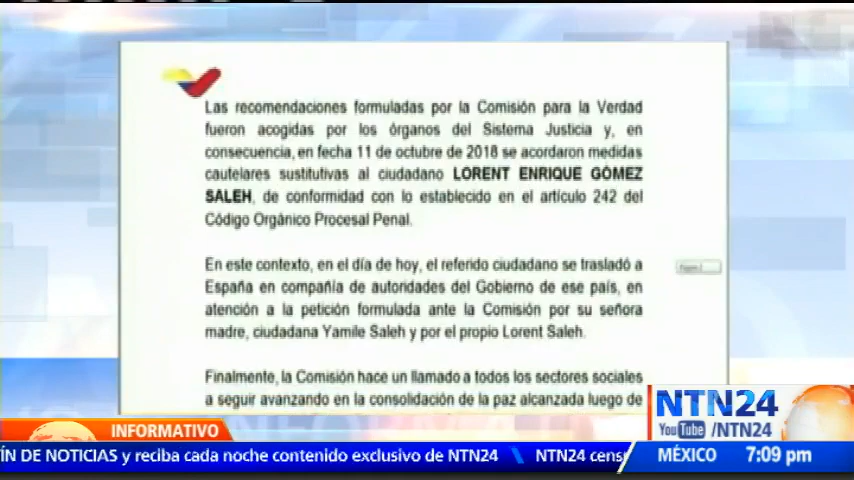 Las recomendaciones formuladas por la Comisión para la Verdad
fueron acogidas por los órganos del Sistema Justicia y, en
consecuencia, en fecha 11 de octubre de 2018 se acordaron medidas
cautelares sustitutivas al ciudadano LORENT ENRIQUE GÓMEZ
SALEH, de conformidad con lo establecido en el artículo 242 del
Código Orgánico Procesal Penal.
En este contexto, en el día de hoy, el referido ciudadano se trasladó a
España en compañía de autoridades del Gobierno de ese país, en
atención a la petición formulada ante la Comisión por su señora
madre, ciudadana Yamile Saleh y por el propio Lorent Saleh.
Finalmente, la Comisión hace un llamado a todos los sectores sociales
a seguir avanzando en la consolidación de la paz alcanzada luego de
NTN24
YouTube /NTN24
INFORMATIVO
ÍN DE NOTICIAS y reciba cada noche contenido exclusivo de NTN24 \ NTN24 cens
MÉXICO 7:09 pm